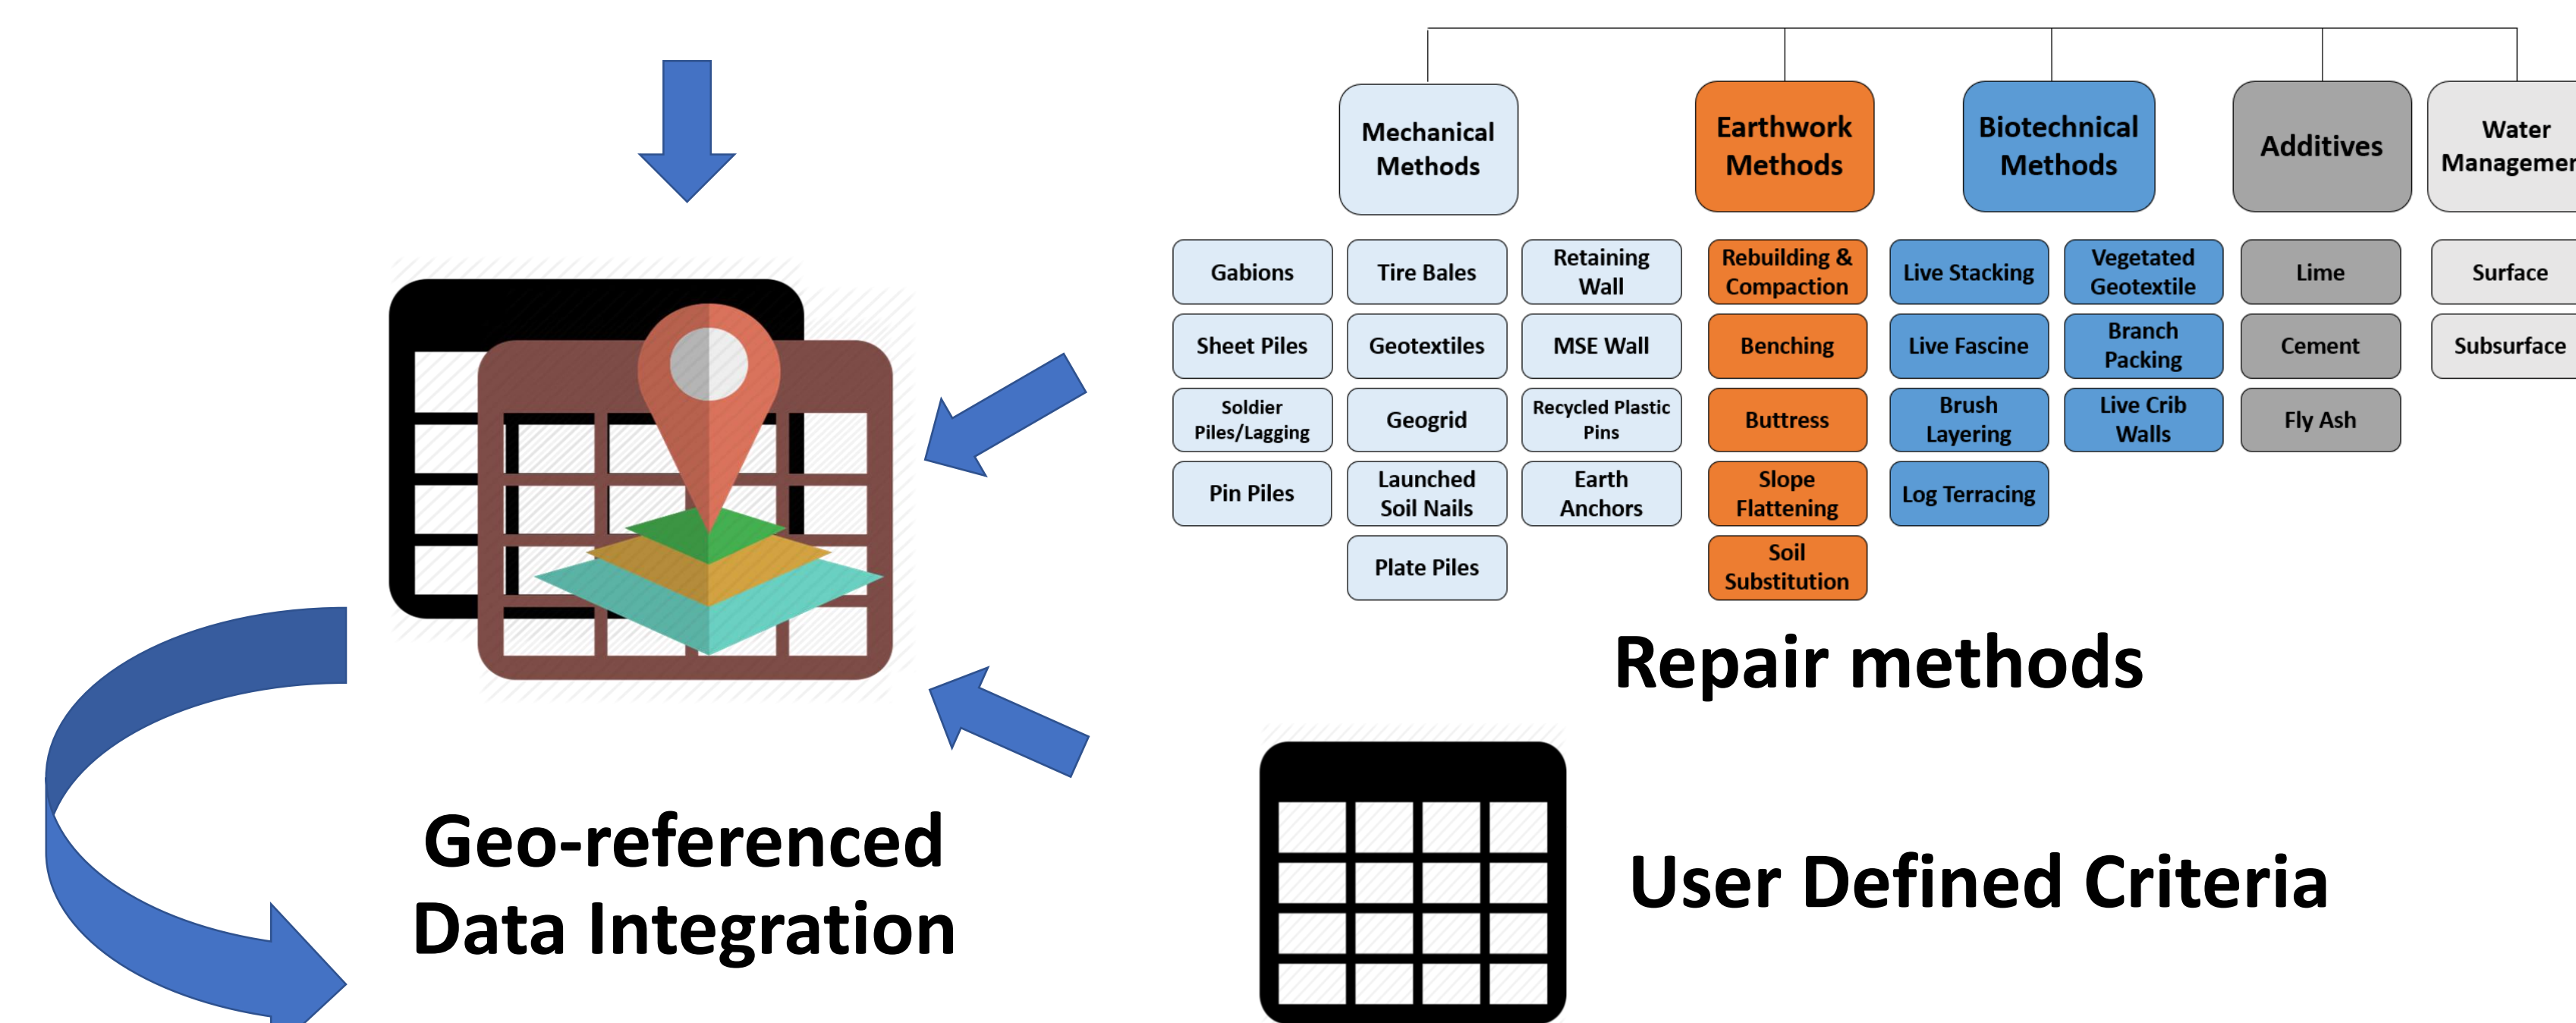 Mechanical
Methods
Earthwork
Methods
Biotechnical
Methods
Additives
Water
Gabions
Tire Bales
Retaining
Wall
Rebuilding &
Compaction
Live Stacking
Vegetated
Geotextile
Lime
Surface
Sheet Piles
Geotextiles
MSE Wall
Benching
Live Fascine
Branch
Packing
Cement
Subsurface
Soldier
Piles/Lagging
Geogrid
Recycled Plastic
Pins
Buttress
Brush
Layering
Live Crib
Walls
Fly Ash
Pin Piles
Launched
Soil Nails
Earth
Anchors
Slope
Flattening
Log Terracing
Plate Piles
Soil
Substitution
Repair methods
Geo-referenced
Data Integration
User Defined Criteria